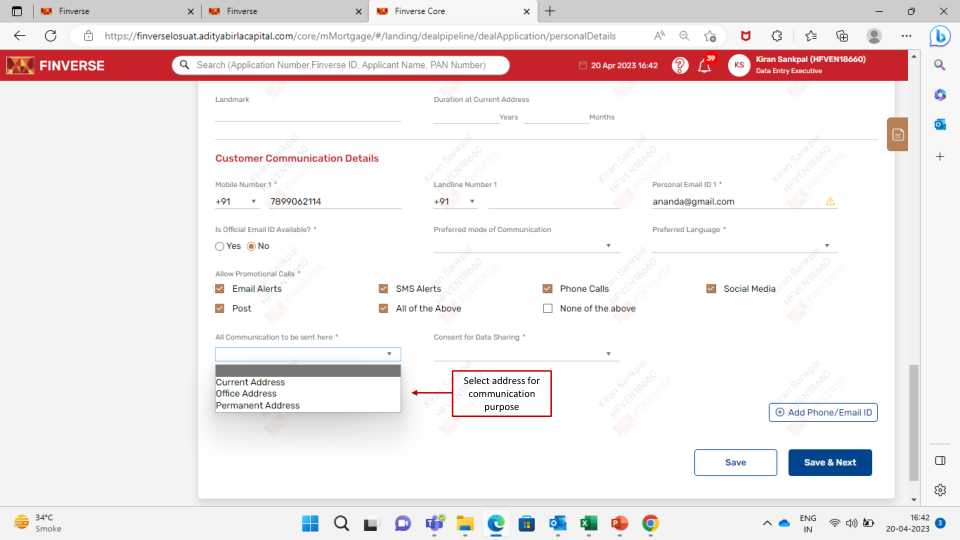 Finverse
Finverse
Finverse Core
https://finverselosuat.adityabirlacapital.com/core/mMortgage/#/landing/dealpipeline/dealApplication/personalDetails
FINVERSE
Search (Application Number,Finverse ID, Applicant Name, PAN Number)
20 Apr 2023 16:42
39
KS
Kiran Sankpal (HFVEN18660)
Data Entry Executive
Landmark
Duration at Current Address
Years
Months
Customer Communication Details
Mobile Number 1 *
Landline Number 1
Personal Email ID 1 *
+91 7899062114
+91
ananda@gmail.com
Is Official Email ID Available? *
Preferred mode of Communication
Preferred Language *
Yes No
Allow Promotional Calls *
Email Alerts
SMS Alerts
Phone Calls
Social Media
Post
All of the Above
None of the above
All Communication to be sent here *
Consent for Data Sharing *
Current Address
Office Address
Permanent Address
Select address for
communication
purpose
Add Phone/Email ID
Save
Save & Next
Kiran Sankpal
HFVEN18660
FINVERSE
34°C
Smoke
ENG
IN
16:42
20-04-2023
3